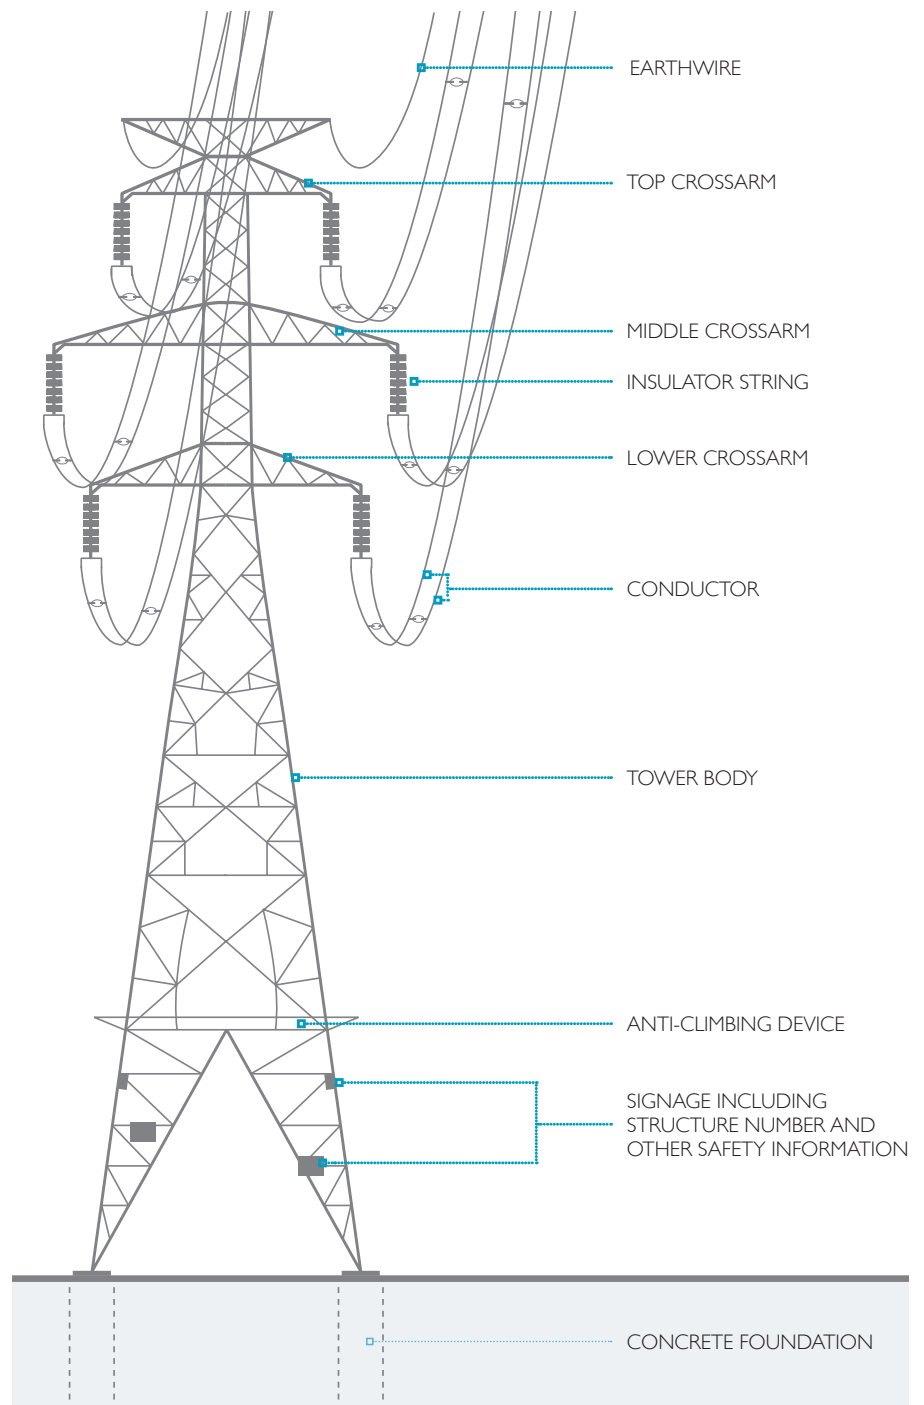 EARTHWIRE
TOP CROSSARM
MIDDLE CROSSARM
INSULATOR STRING
LOWER CROSSARM
CONDUCTOR
TOWER BODY
ANTI-CLIMBING DEVICE
SIGNAGE INCLUDING
STRUCTURE NUMBER AND
OTHER SAFETY INFORMATION
CONCRETE FOUNDATION